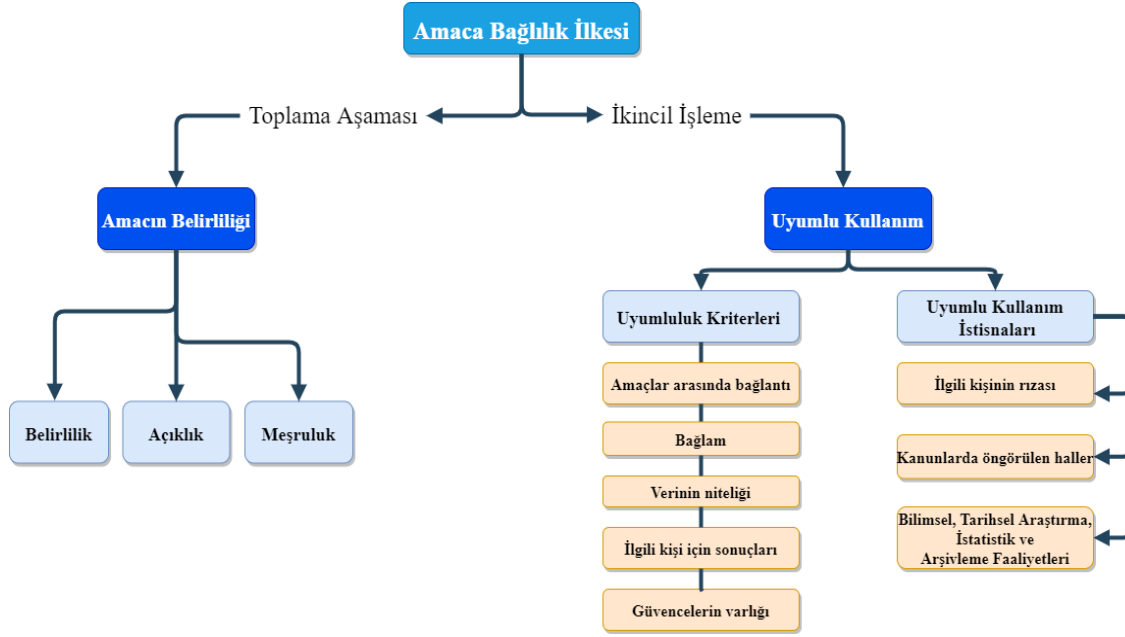 Amaca Bağlılık İlkesi
Toplama Aşaması
İkincil İşleme
Amacın Belirliliği
Uyumlu Kullanım
Belirlilik
Açıklık
Meşruluk
Uyumluluk Kriterleri
Amaçlar arasında bağlantı
Bağlam
Verinin niteliği
İlgili kişi için sonuçları
Güvencelerin varlığı
Uyumlu Kullanım
İstisnaları
İlgili kişinin rızası
Kanunlarda öngörülen haller
Bilimsel, Tarihsel Araştırma,
İstatistik ve
Arşivleme Faaliyetleri